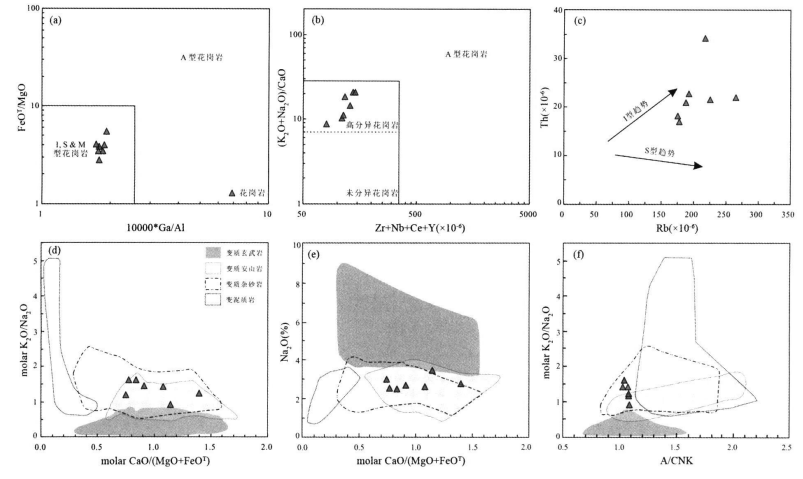 (a)
A 型花岗岩
I, S & M
型花岗岩
花岗岩
FeOᵀ/MgO
100
10
1
1
10
10000*Ga/Al
(b)
A 型花岗岩
高分异花岗岩
未分异花岗岩
(K₂O+Na₂O)/CaO
100
10
1
50
500
5000
Zr+Nb+Ce+Y(×10⁻⁶)
(c)
I型趋势
S型趋势
Th(×10⁻⁶)
40
30
20
10
0
0
50
100
150
200
250
300
350
Rb(×10⁻⁶)
(d)
变质玄武岩
变质安山岩
变质杂砂岩
变泥质岩
molar K₂O/Na₂O
5
4
3
2
1
0
0.0
0.5
1.0
1.5
2.0
molar CaO/(MgO+FeOᵀ)
(e)
Na₂O(%)
10
8
6
4
2
0
0.0
0.5
1.0
1.5
2.0
molar CaO/(MgO+FeOᵀ)
(f)
molar K₂O/Na₂O
5
4
3
2
1
0
0.5
1.0
1.5
2.0
2.5
A/CNK